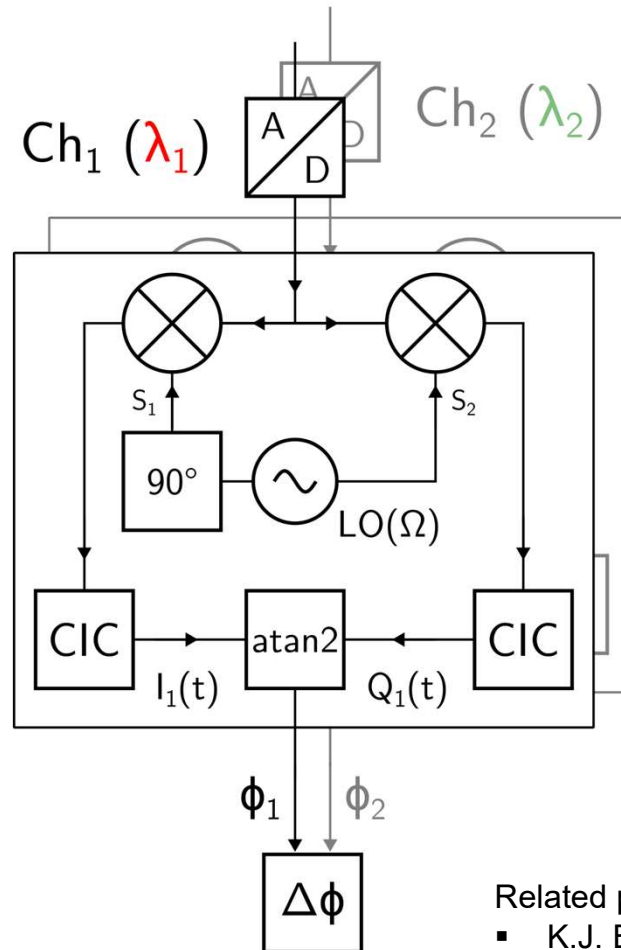 A
D
Ch₂ (λ₂)
A
D
Ch₁ (λ₁)
S₁
S₂
90°
LO(Ω)
CIC
atan2
CIC
I₁(t)
Q₁(t)
ϕ₁
ϕ₂
Δϕ
Related
▪ K.J.